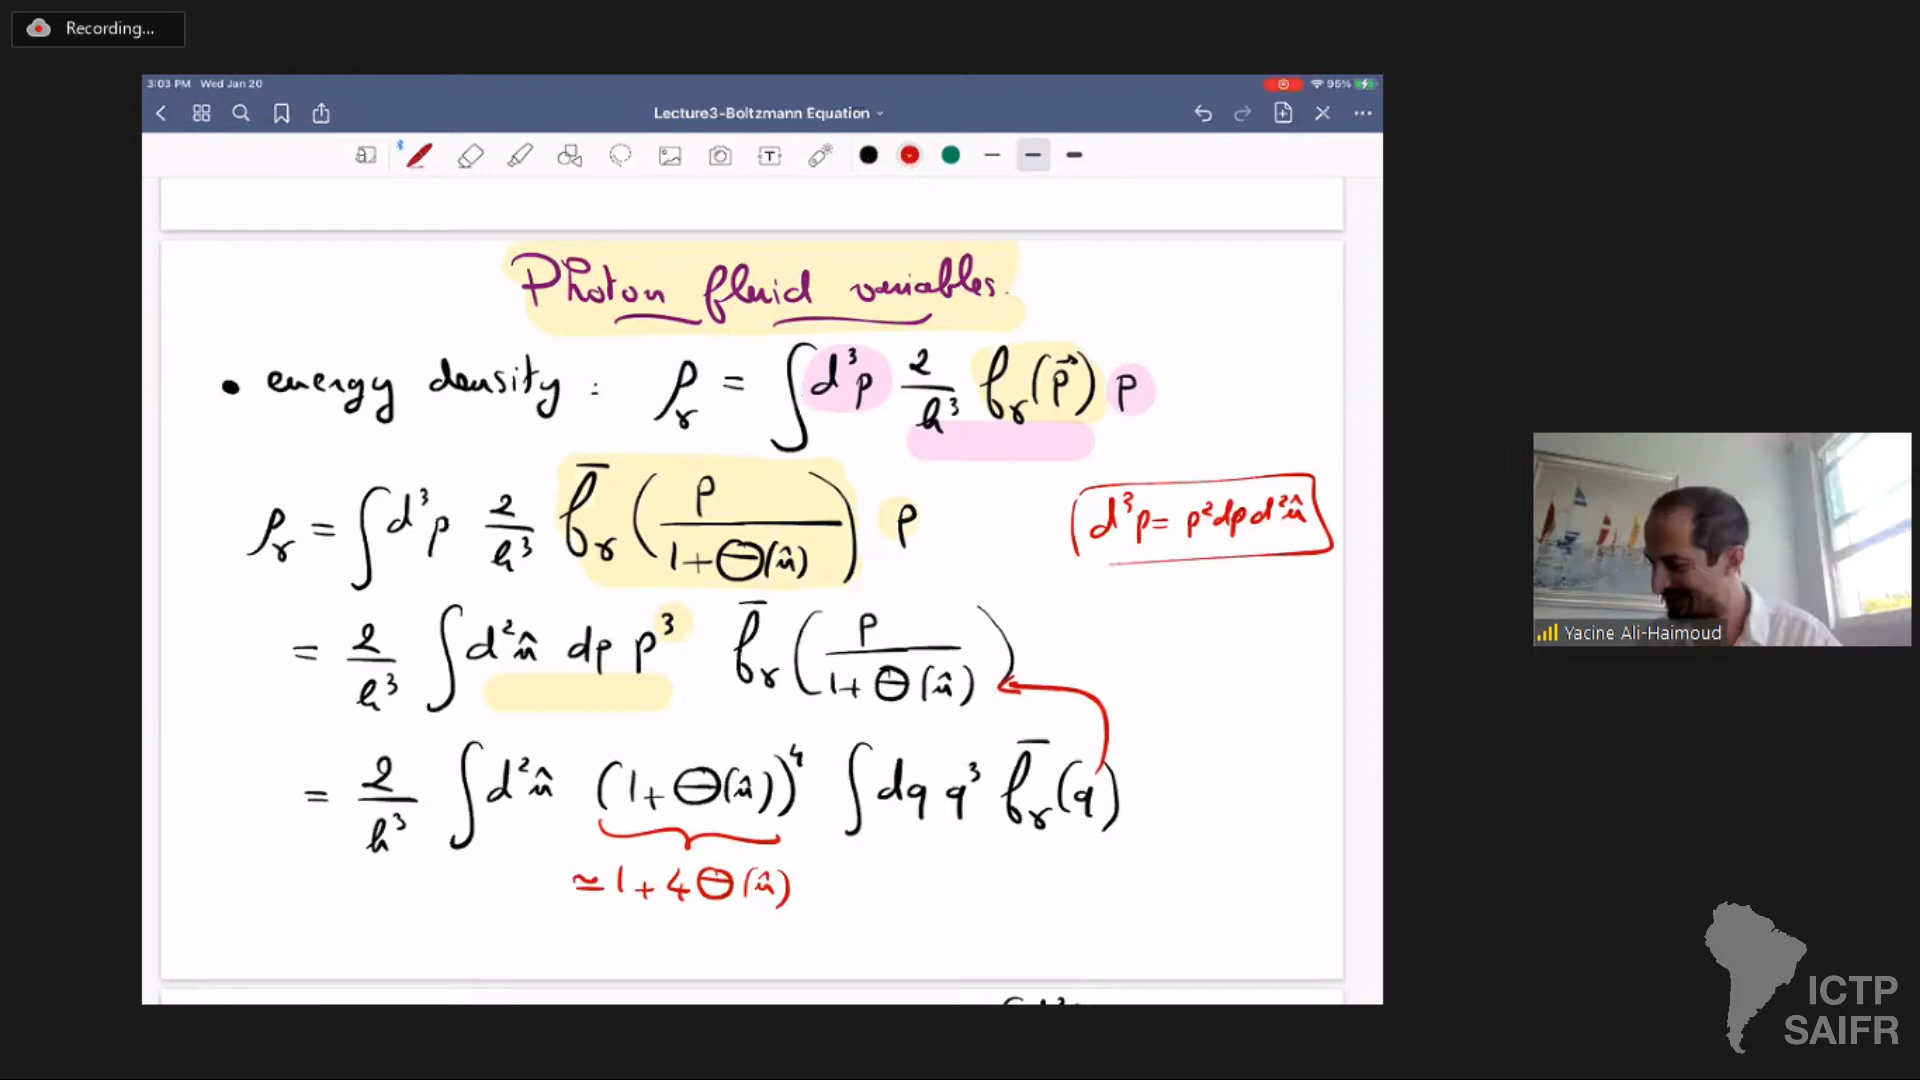 Recording...
3:03 PM Wed Jan 20
95%
Lecture3-Boltzmann Equation
Photon fluid variables.
• energy density: ρ_γ = ∫ d³p 2/h³ f_γ(p⃗) p
ρ_γ = ∫ d³p 2/h³ f̄_γ(p/(1+Θ(n̂))) p
d³p = p²dp d²n̂
= 2/h³ ∫ d²n̂ dp p³ f̄_γ(p/(1+Θ(n̂)))
= 2/h³ ∫ d²n̂ (1+Θ(n̂))⁴ ∫ dq q³ f̄_γ(q)
≃ 1+4Θ(n̂)
Yacine Ali-Haimoud
ICTP
SAIFR